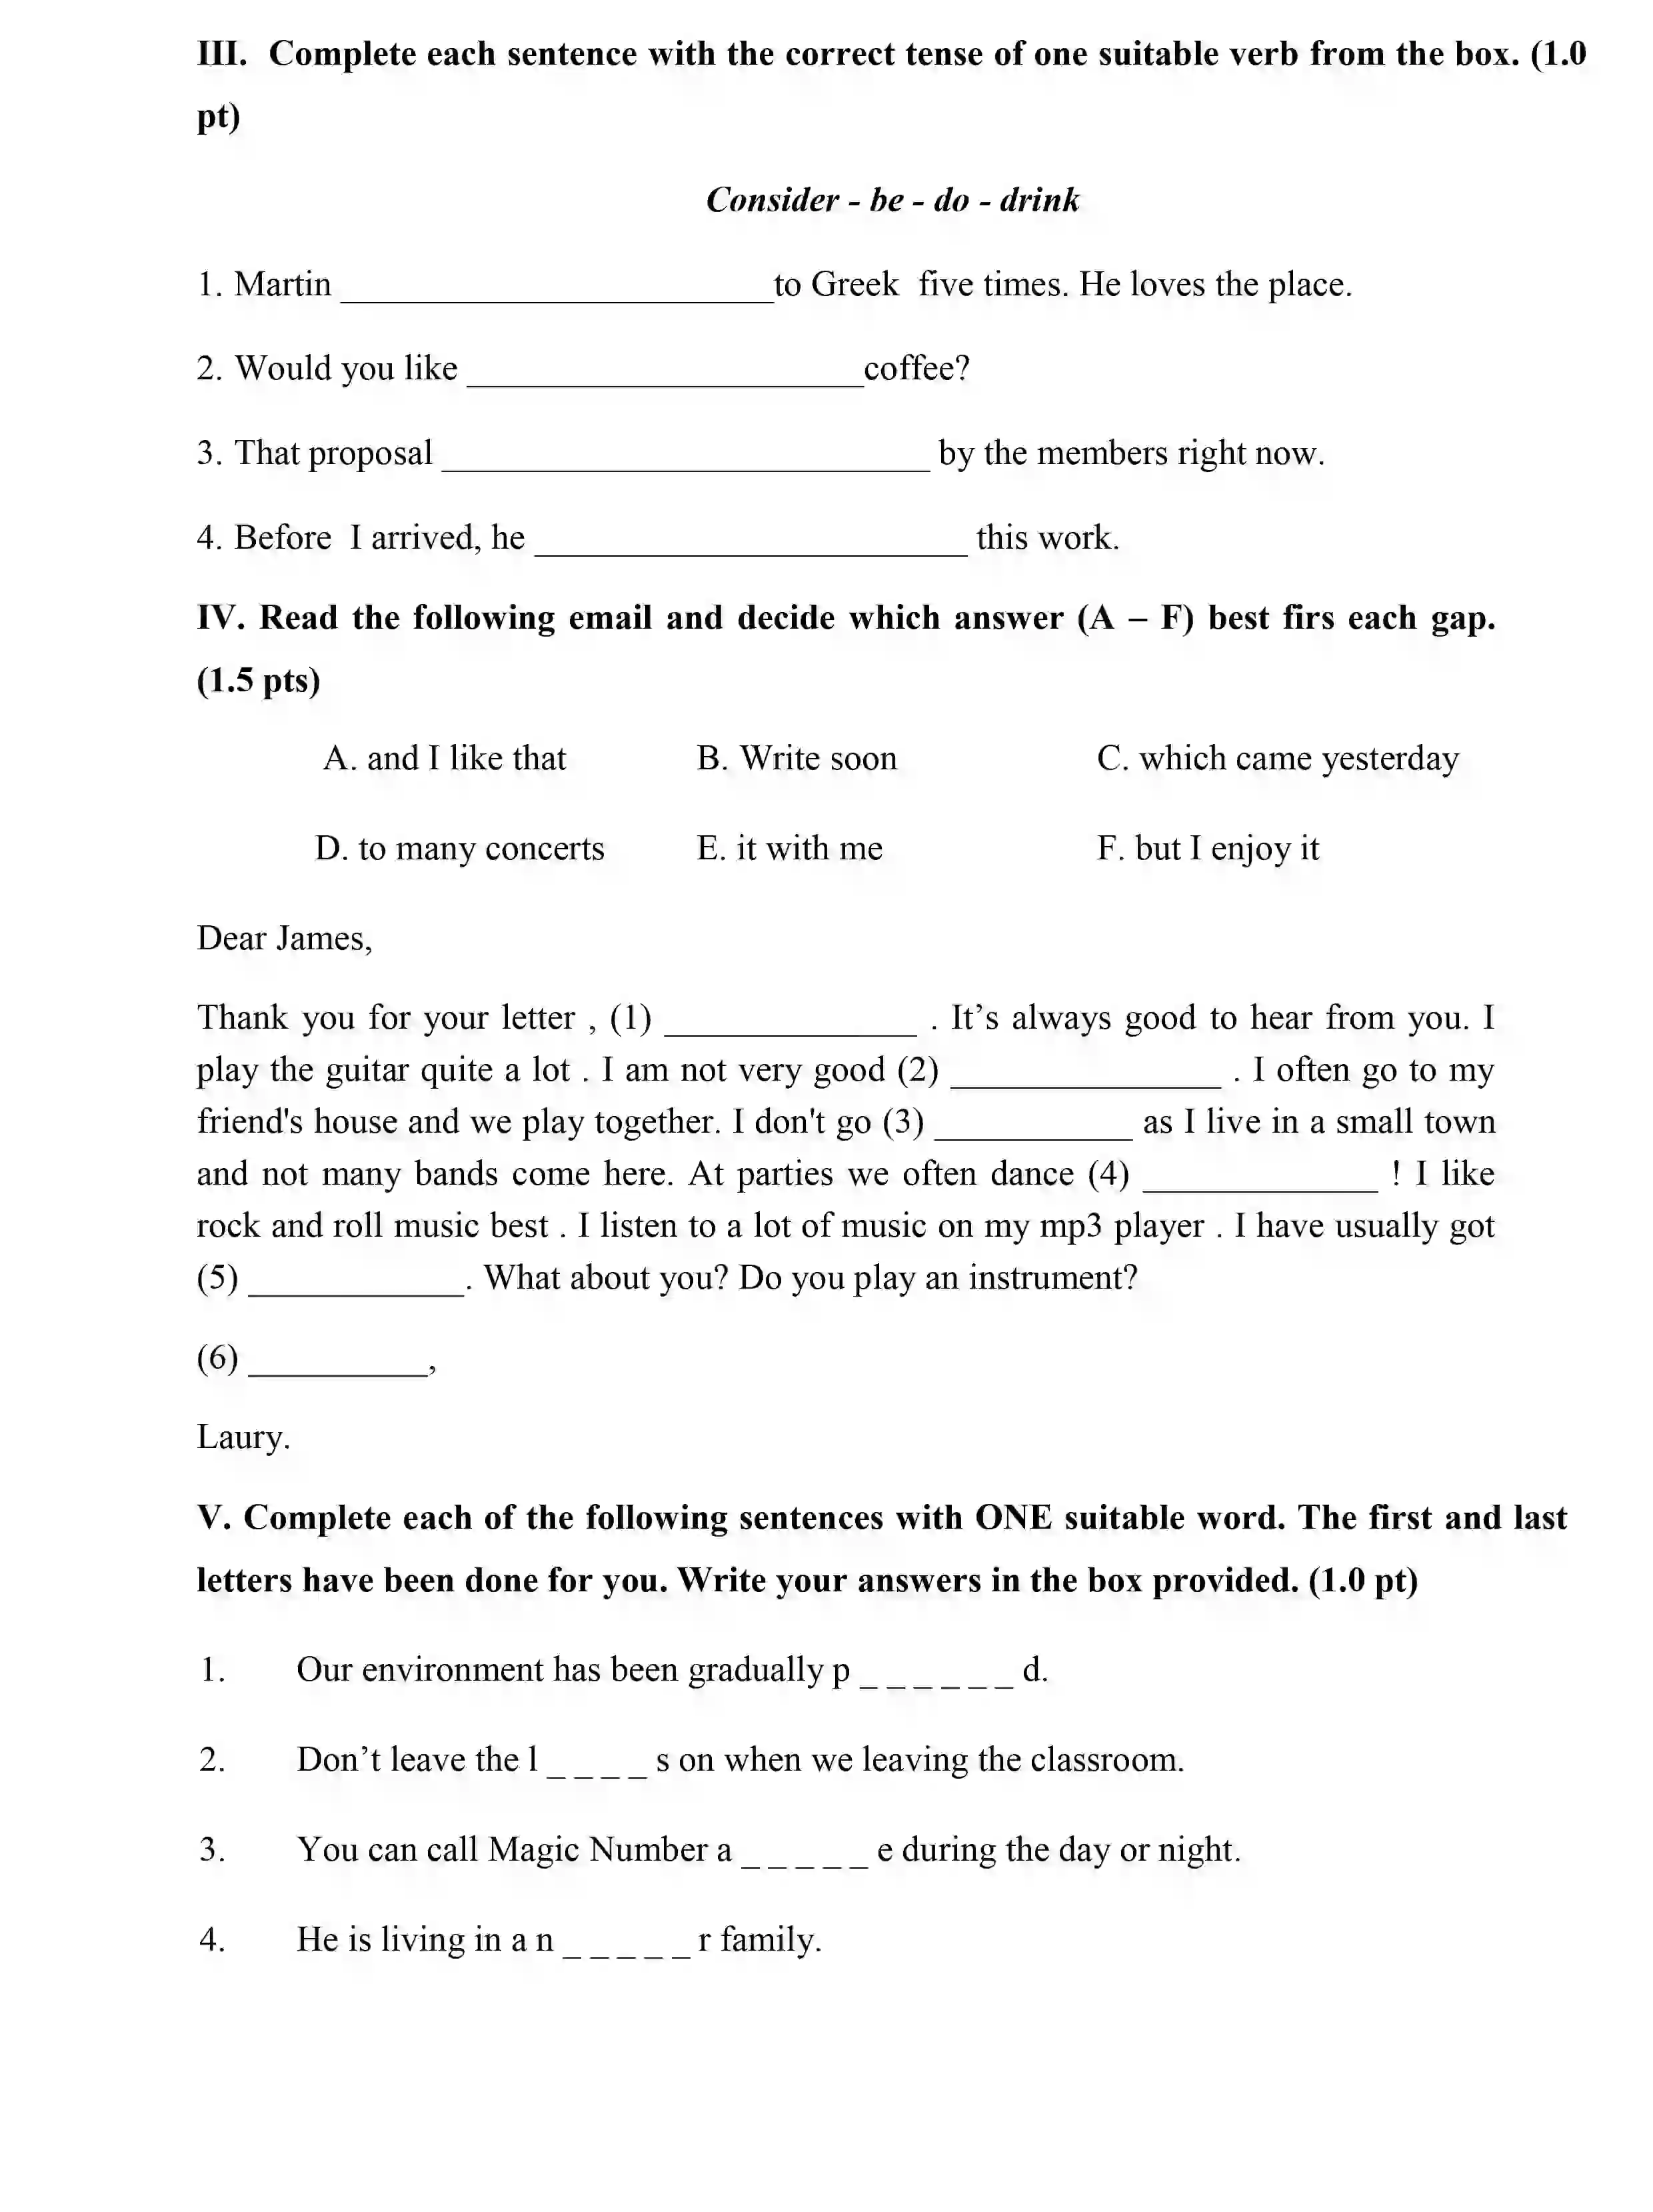 III. Complete each sentence with the correct tense of one suitable verb from the box. (1.0
pt)
Consider - be - do - drink
1. Martin ________________________to Greek five times. He loves the place.
2. Would you like ______________________coffee?
3. That proposal ___________________________ by the members right now.
4. Before I arrived, he ________________________ this work.
IV. Read the following email and decide which answer (A – F) best firs each gap.
(1.5 pts)
A. and I like that B. Write soon C. which came yesterday
D. to many concerts E. it with me F. but I enjoy it
Dear James,
Thank you for your letter , (1) ______________ . It’s always good to hear from you. I
play the guitar quite a lot . I am not very good (2) _______________ . I often go to my
friend's house and we play together. I don't go (3) ___________ as I live in a small town
and not many bands come here. At parties we often dance (4) _____________ ! I like
rock and roll music best . I listen to a lot of music on my mp3 player . I have usually got
(5) ____________. What about you? Do you play an instrument?
(6) __________,
Laury.
V. Complete each of the following sentences with ONE suitable word. The first and last
letters have been done for you. Write your answers in the box provided. (1.0 pt)
1. Our environment has been gradually p _ _ _ _ _ _ d.
2. Don’t leave the l _ _ _ _ s on when we leaving the classroom.
3. You can call Magic Number a _ _ _ _ _ e during the day or night.
4. He is living in a n _ _ _ _ _ r family.